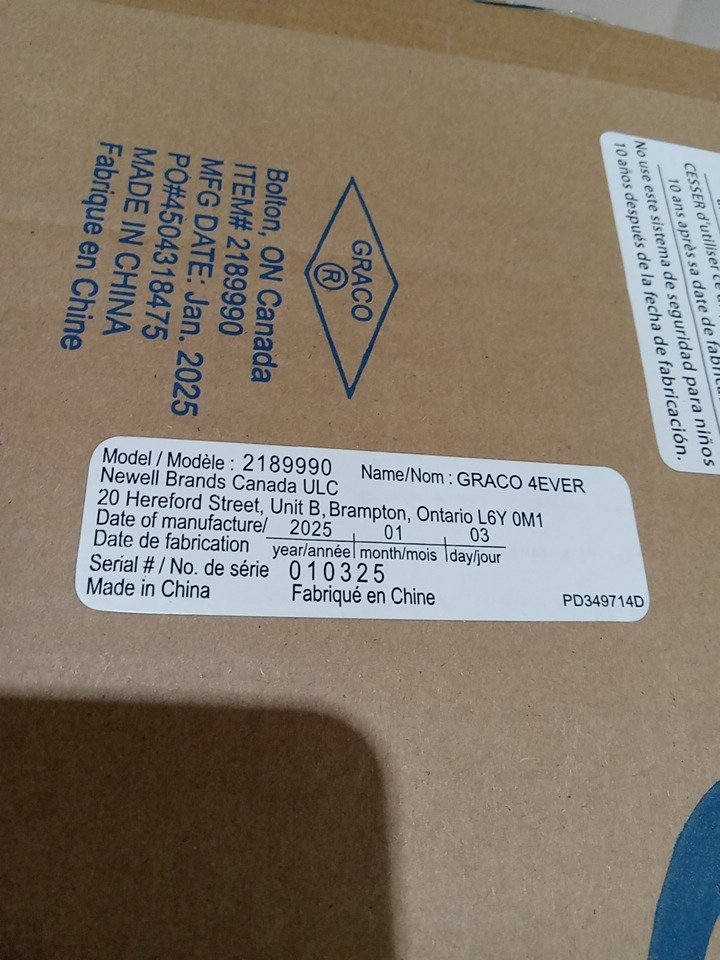 GRACO
®
Bolton, ON Canada
ITEM# 2189990
MFG DATE: Jan. 2025
PO#4504318475
MADE IN CHINA
Fabrique en Chine
CESSER d'utiliser ce
10 ans après sa date de
No use este sistema de seguridad para niños
10 años después de la fecha de fabricación.
Model / Modèle : 2189990 Name/Nom : GRACO 4EVER
Newell Brands Canada ULC
20 Hereford Street, Unit B, Brampton, Ontario L6Y 0M1
Date of manufacture/ 2025 01 03
Date de fabrication year/année month/mois day/jour
Serial # / No. de série 010325
Made in China Fabriqué en Chine PD349714D